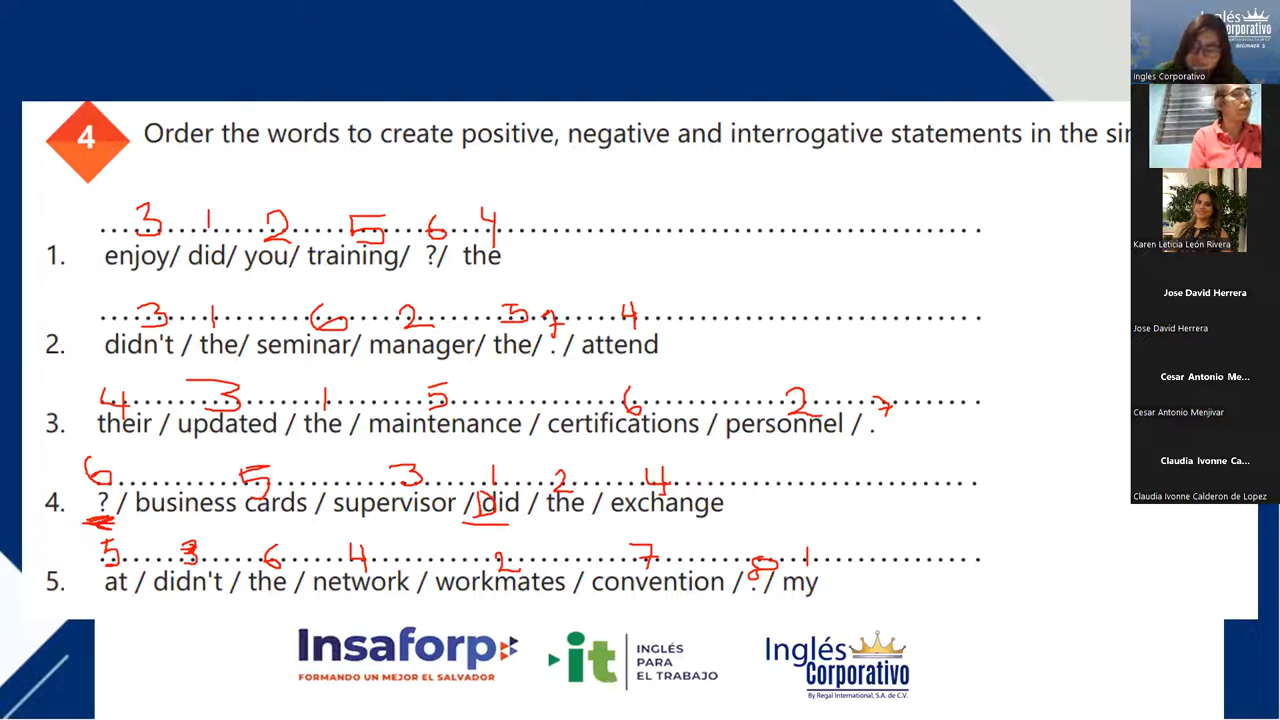 Inglés
Corporativo
BEGINNER 2
Ingles Corporativo
4 Order the words to create positive, negative and interrogative statements in the sin
3 1 2 5 6 4
1. enjoy/ did/ you/ training/ ?/ the
3 1 6 2 5 7 4
2. didn't / the/ seminar/ manager/ the/ . / attend
4 3 1 5 6 2 7
3. their / updated / the / maintenance / certifications / personnel / .
6 5 3 1 2 4
4. ? / business cards / supervisor / Did / the / exchange
5 3 6 4 2 7 8 1
5. at / didn't / the / network / workmates / convention / . / my
Karen Leticia León Rivera
Jose David Herrera
Jose David Herrera
Cesar Antonio Me...
Cesar Antonio Menjivar
Claudia Ivonne Ca...
Claudia Ivonne Calderon de Lopez
Insaforp
FORMANDO UN MEJOR EL SALVADOR
it
INGLÉS
PARA
EL TRABAJO
Inglés
Corporativo
By Regal International, S.A. de C.V.